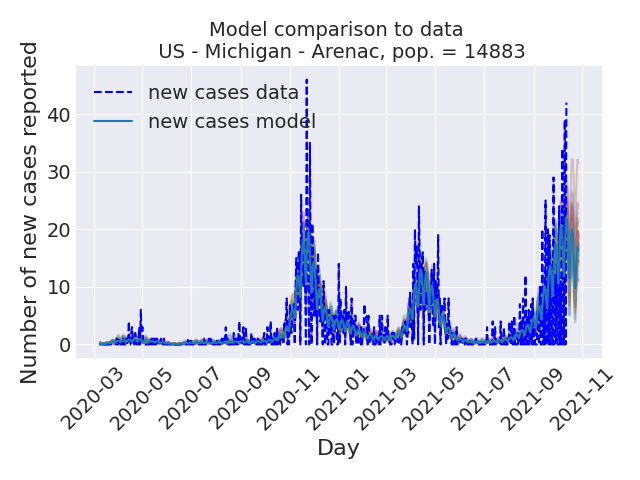 Model comparison to data
US - Michigan - Arenac, pop. = 14883
Number of new cases reported
40
30
20
10
0
new cases data
new cases model
2020-03
2020-05
2020-07
2020-09
2020-11
2021-01
2021-03
2021-05
2021-07
2021-09
2021-11
Day